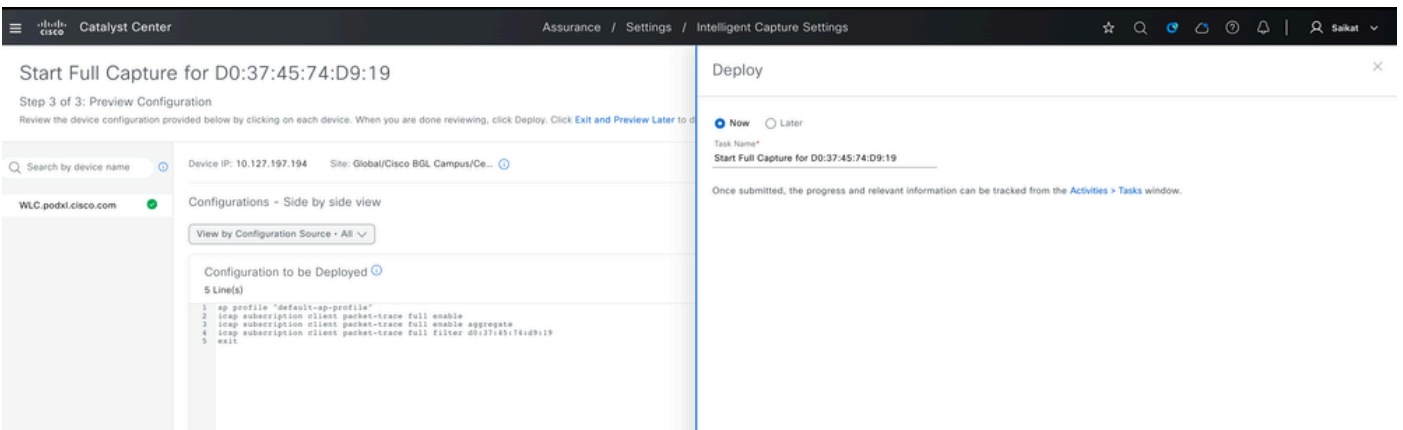 cisco Catalyst Center
Assurance / Settings / Intelligent Capture Settings
Saikat
Start Full Capture for D0:37:45:74:D9:19
Step 3 of 3: Preview Configuration
Review the device configuration provided below by clicking on each device. When you are done reviewing, click Deploy. Click Exit and Preview Later to d
Search by device name
WLC.podxl.cisco.com
Device IP: 10.127.197.194 Site: Global/Cisco BGL Campus/Ce...
Configurations - Side by side view
View by Configuration Source - All
Configuration to be Deployed
5 Line(s)
1 ap profile "default-ap-profile"
2 icap subscription client packet-trace full enable
3 icap subscription client packet-trace full enable aggregate
4 icap subscription client packet-trace full filter d0:37:45:74:d9:19
5 exit
Deploy
Now Later
Task Name*
Start Full Capture for D0:37:45:74:D9:19
Once submitted, the progress and relevant information can be tracked from the Activities > Tasks window.